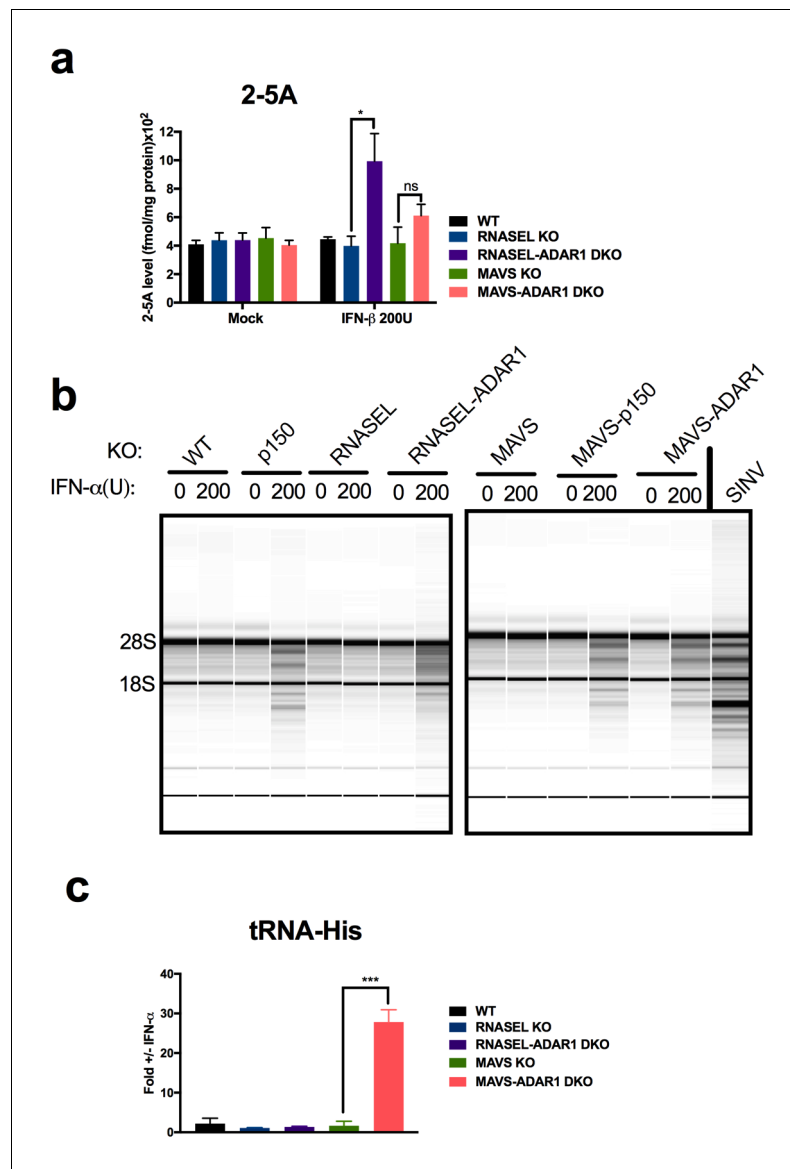 a
2-5A
2-5A level (fmol/mg protein)x10²
12
10
8
6
4
2
0
*
ns
Mock
IFN-β 200U
WT
RNASEL KO
RNASEL-ADAR1 DKO
MAVS KO
MAVS-ADAR1 DKO
b
KO:
WT
p150
RNASEL
RNASEL-ADAR1
MAVS
MAVS-p150
MAVS-ADAR1
SINV
IFN-α(U):
0 200 0 200 0 200 0 200
0 200 0 200 0 200
28S
18S
c
tRNA-His
Fold +/- IFN-α
40
30
20
10
0
***
WT
RNASEL KO
RNASEL-ADAR1 DKO
MAVS KO
MAVS-ADAR1 DKO